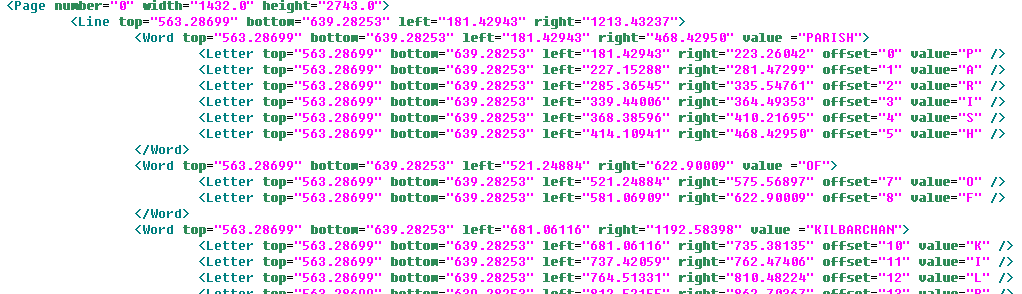 <Page number="0" width="1432.0" height="2743.0">
<Line top="563.28699" bottom="639.28253" left="181.42943" right="1213.43237">
<Word top="563.28699" bottom="639.28253" left="181.42943" right="468.42950" value ="PARISH">
<Letter top="563.28699" bottom="639.28253" left="181.42943" right="223.26042" offset="0" value="P" />
<Letter top="563.28699" bottom="639.28253" left="227.15288" right="281.47299" offset="1" value="A" />
<Letter top="563.28699" bottom="639.28253" left="285.36545" right="335.54761" offset="2" value="R" />
<Letter top="563.28699" bottom="639.28253" left="339.44006" right="364.49353" offset="3" value="I" />
<Letter top="563.28699" bottom="639.28253" left="368.38596" right="410.21695" offset="4" value="S" />
<Letter top="563.28699" bottom="639.28253" left="414.10941" right="468.42950" offset="5" value="H" />
</Word>
<Word top="563.28699" bottom="639.28253" left="521.24884" right="622.90009" value ="OF">
<Letter top="563.28699" bottom="639.28253" left="521.24884" right="575.56897" offset="7" value="O" />
<Letter top="563.28699" bottom="639.28253" left="581.06909" right="622.90009" offset="8" value="F" />
</Word>
<Word top="563.28699" bottom="639.28253" left="681.06116" right="1192.58398" value ="KILBARCHAN">
<Letter top="563.28699" bottom="639.28253" left="681.06116" right="735.38135" offset="10" value="K" />
<Letter top="563.28699" bottom="639.28253" left="737.42059" right="762.47406" offset="11" value="I" />
<Letter top="563.28699" bottom="639.28253" left="764.51331" right="810.48224" offset="12" value="L" />
<Letter top="563.28699" bottom="639.28253"